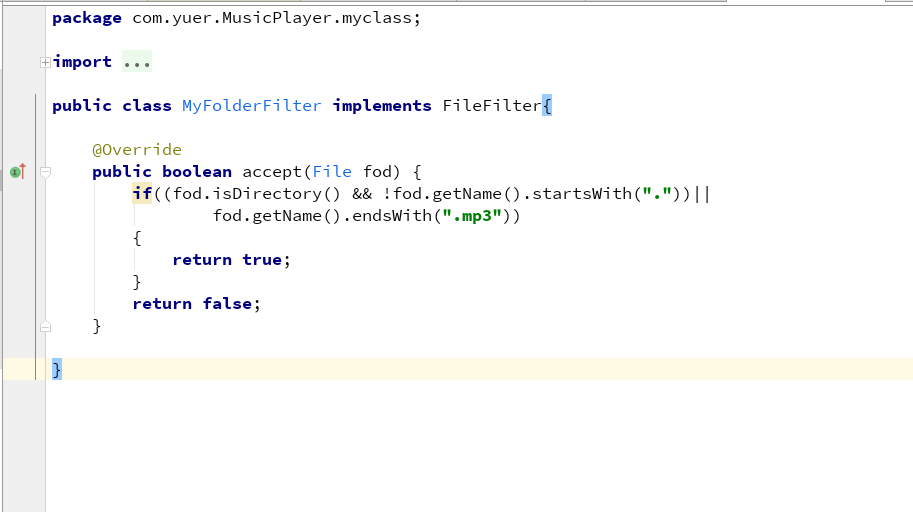 package com.yuer.MusicPlayer.myclass;
import ...
public class MyFolderFilter implements FileFilter{
@Override
public boolean accept(File fod) {
if((fod.isDirectory() && !fod.getName().startsWith("."))||
fod.getName().endsWith(".mp3"))
{
return true;
}
return false;
}
}